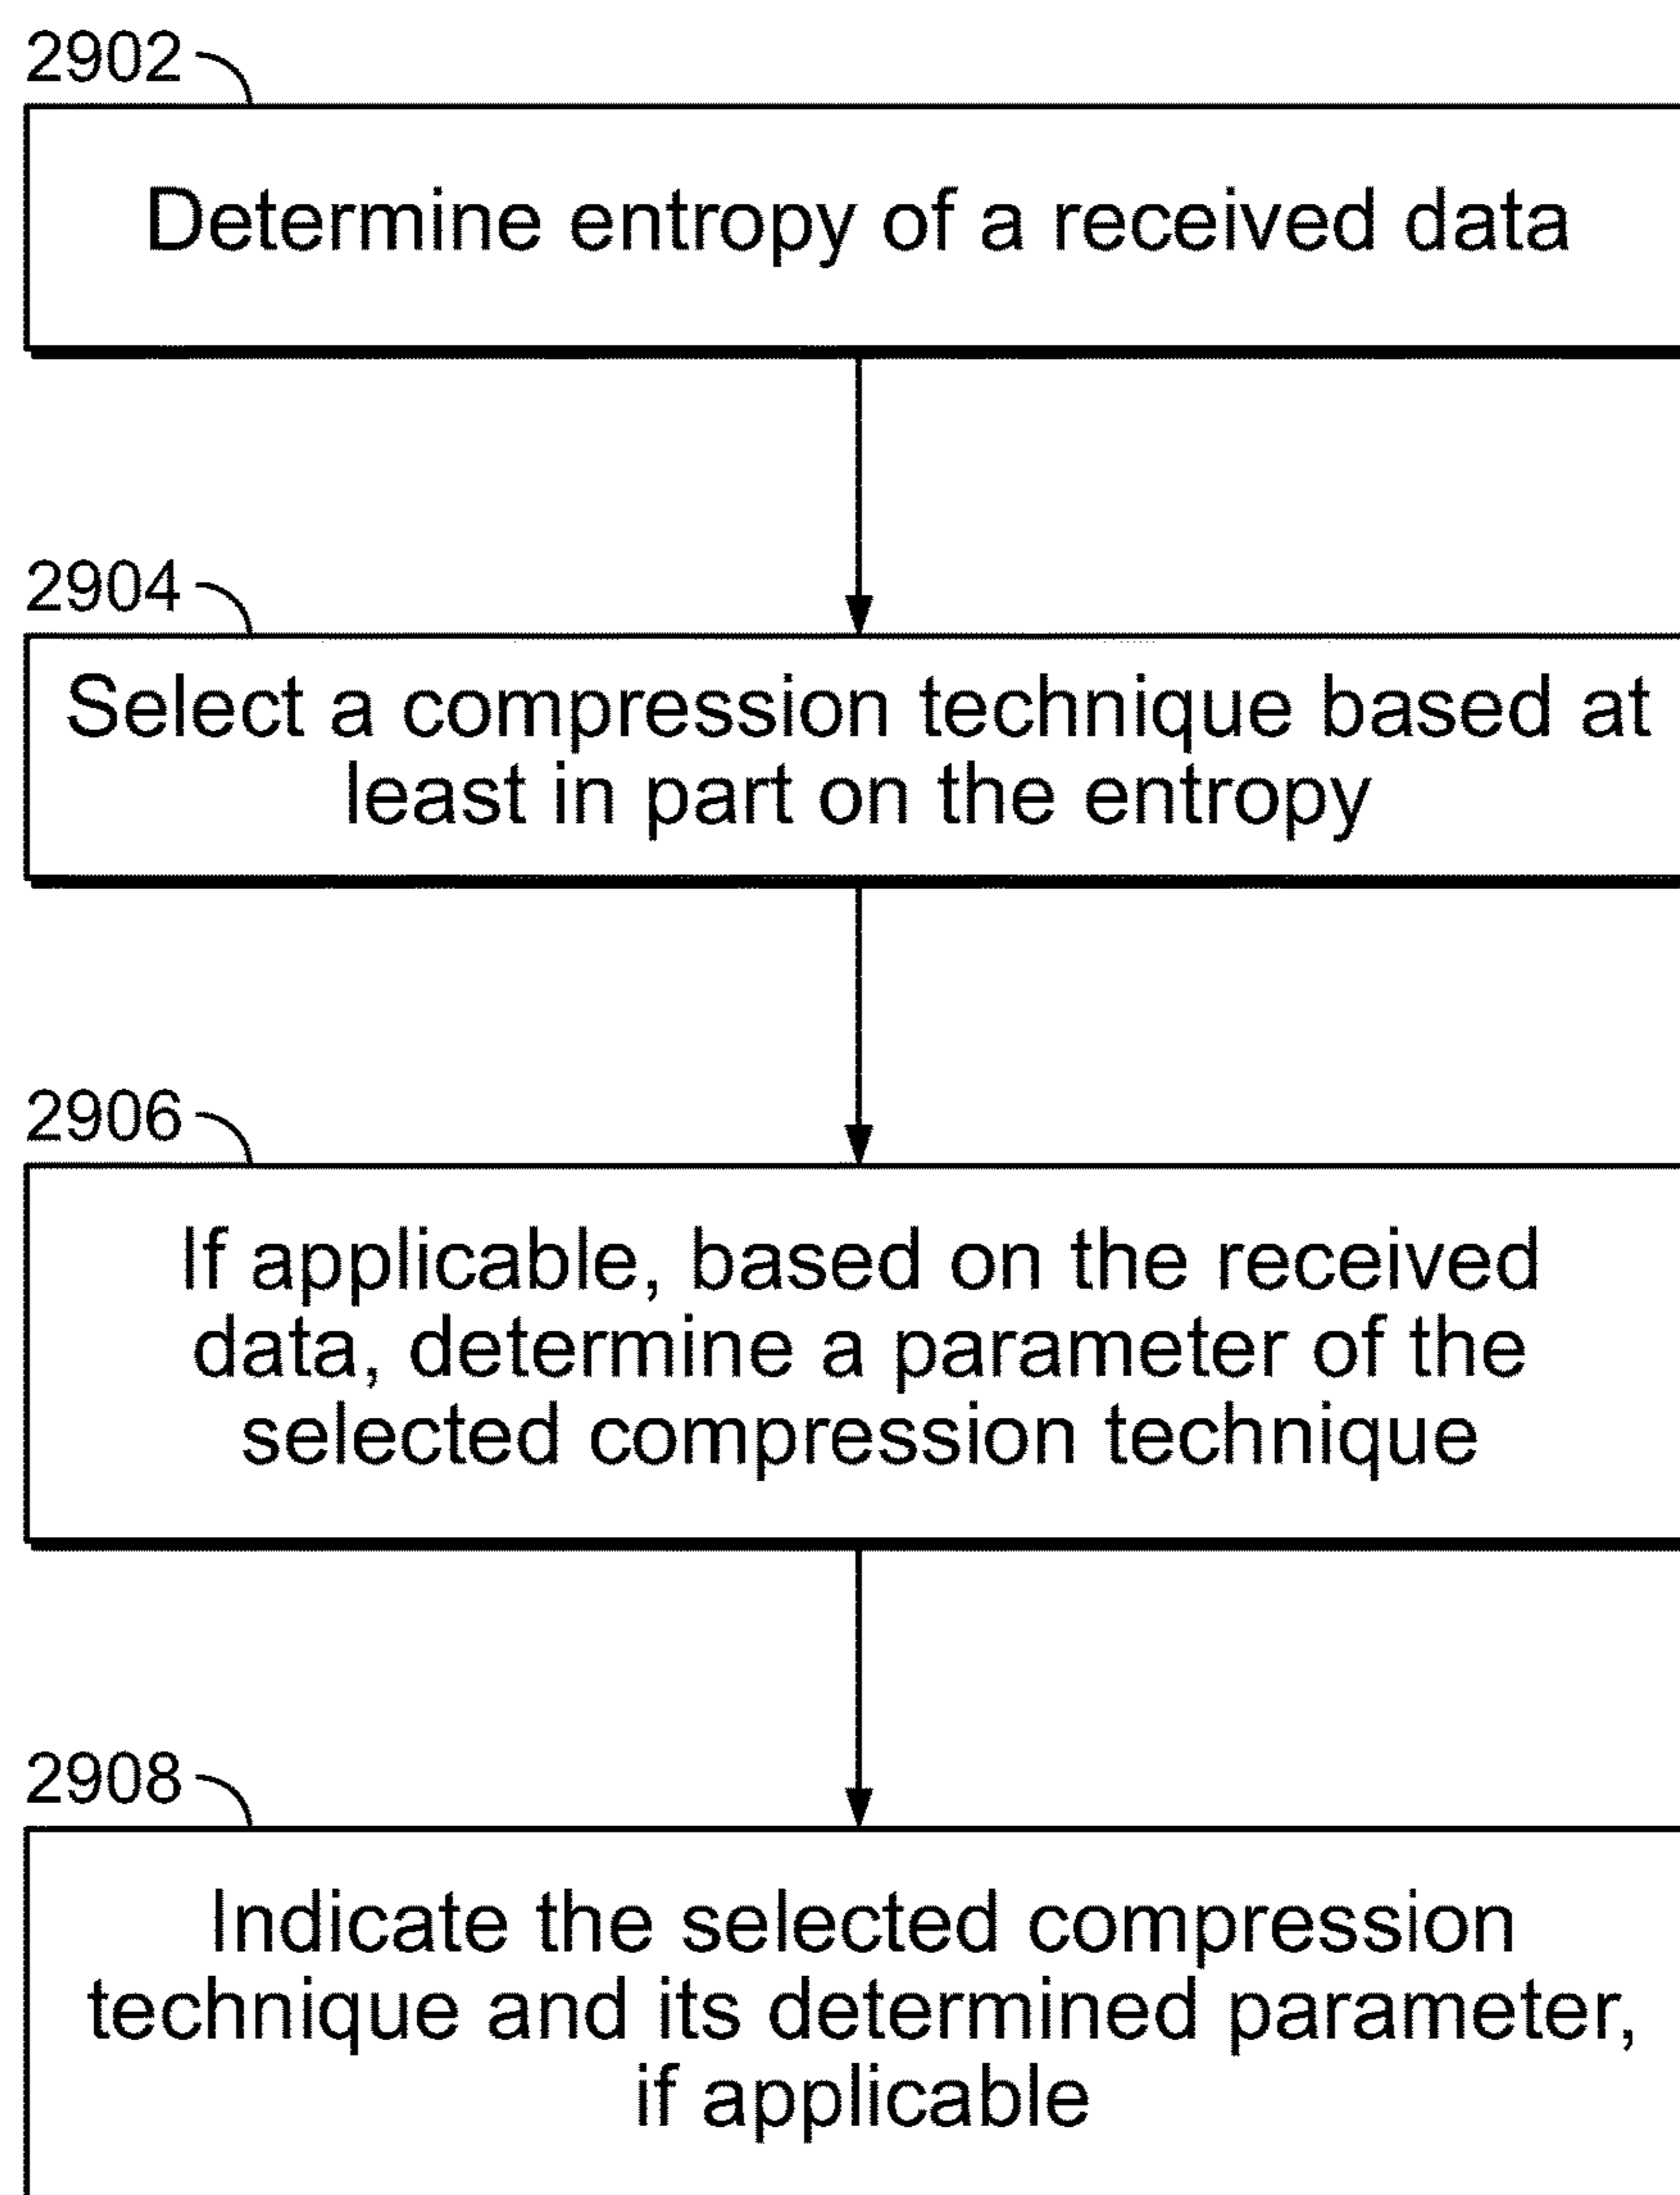 2902
Determine entropy of a received data
2904
Select a compression technique based at
least in part on the entropy
2906
If applicable, based on the received
data, determine a parameter of the
selected compression technique
2908
Indicate the selected compression
technique and its determined parameter,
if applicable